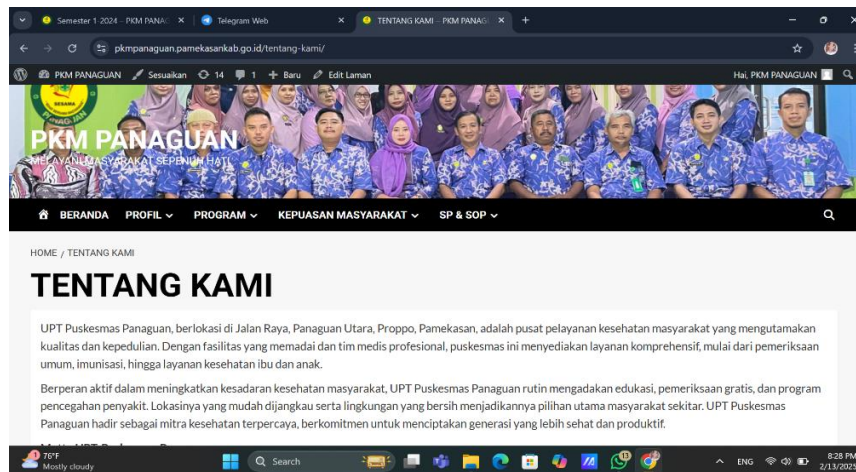 Semester 1 2024 – PKM PANAG
Telegram Web
TENTANG KAMI – PKM PANAG
pkmpanaguan.pamekasankab.go.id/tentang-kami/
PKM PANAGUAN Sesuaikan 14 1 + Baru Edit Laman Hai, PKM PANAGUAN
SESAMA
PKM PANAGUAN
MELAYANI MASYARAKAT SEPENUH HATI
BERANDA PROFIL PROGRAM KEPUASAN MASYARAKAT SP & SOP
HOME / TENTANG KAMI
TENTANG KAMI
UPT Puskesmas Panaguan, berlokasi di Jalan Raya, Panaguan Utara, Proppo, Pamekasan, adalah pusat pelayanan kesehatan masyarakat yang mengutamakan
kualitas dan kepedulian. Dengan fasilitas yang memadai dan tim medis profesional, puskesmas ini menyediakan layanan komprehensif, mulai dari pemeriksaan
umum, imunisasi, hingga layanan kesehatan ibu dan anak.
Berperan aktif dalam meningkatkan kesadaran kesehatan masyarakat, UPT Puskesmas Panaguan rutin mengadakan edukasi, pemeriksaan gratis, dan program
pencegahan penyakit. Lokasinya yang mudah dijangkau serta lingkungan yang bersih menjadikannya pilihan utama masyarakat sekitar. UPT Puskesmas
Panaguan hadir sebagai mitra kesehatan terpercaya, berkomitmen untuk menciptakan generasi yang lebih sehat dan produktif.
76°F
Mostly cloudy
Search
ENG
8:28 PM
2/13/2025